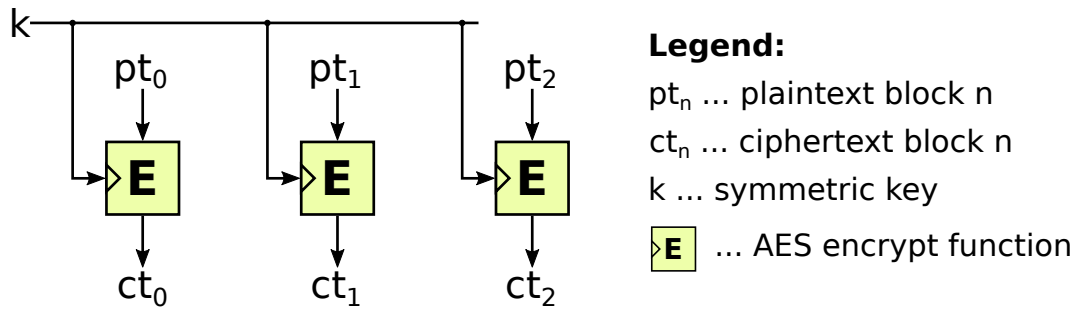 k
pt₀ pt₁ pt₂
E E E
ct₀ ct₁ ct₂
Legend:
ptₙ ... plaintext block n
ctₙ ... ciphertext block n
k ... symmetric key
E ... AES encrypt function